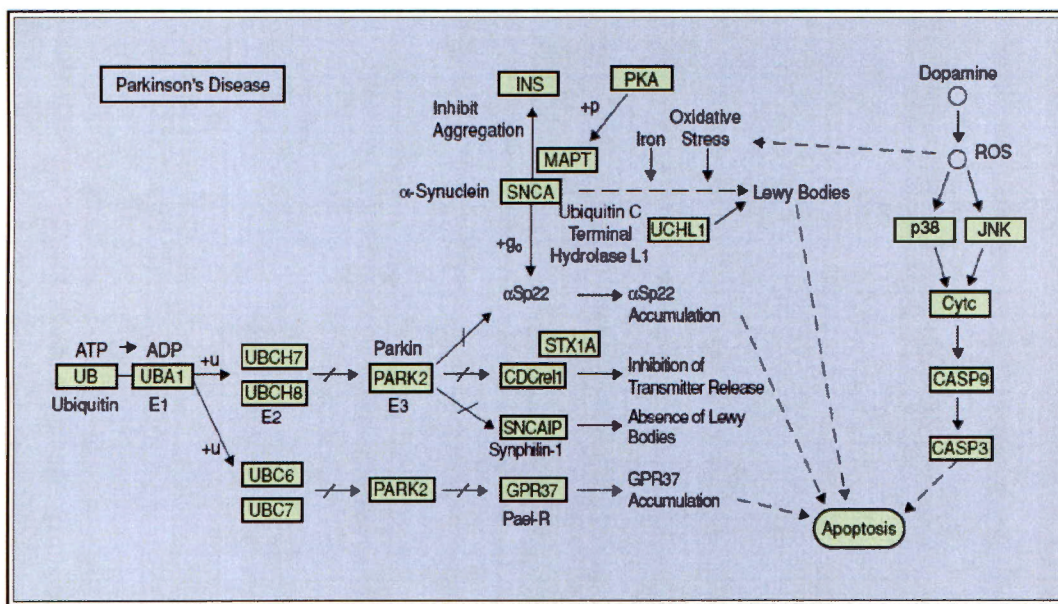 Parkinson's Disease
INS
PKA
Dopamine
Inhibit
Aggregation
+p
Oxidative
Stress
Iron
MAPT
ROS
α-Synuclein
SNCA
Lewy Bodies
Ubiquitin C
Terminal
Hydrolase L1
UCHL1
p38
JNK
+g₀
αSp22
αSp22
Accumulation
Cytc
ATP
ADP
+u
UBCH7
Parkin
STX1A
UB
UBA1
PARK2
CDCrel1
Inhibition of
Transmitter Release
CASP9
Ubiquitin
E1
UBCH8
E2
E3
SNCAIP
Synphilin-1
Absence of Lewy
Bodies
+u
CASP3
UBC6
UBC7
PARK2
GPR37
Pael-R
GPR37
Accumulation
Apoptosis